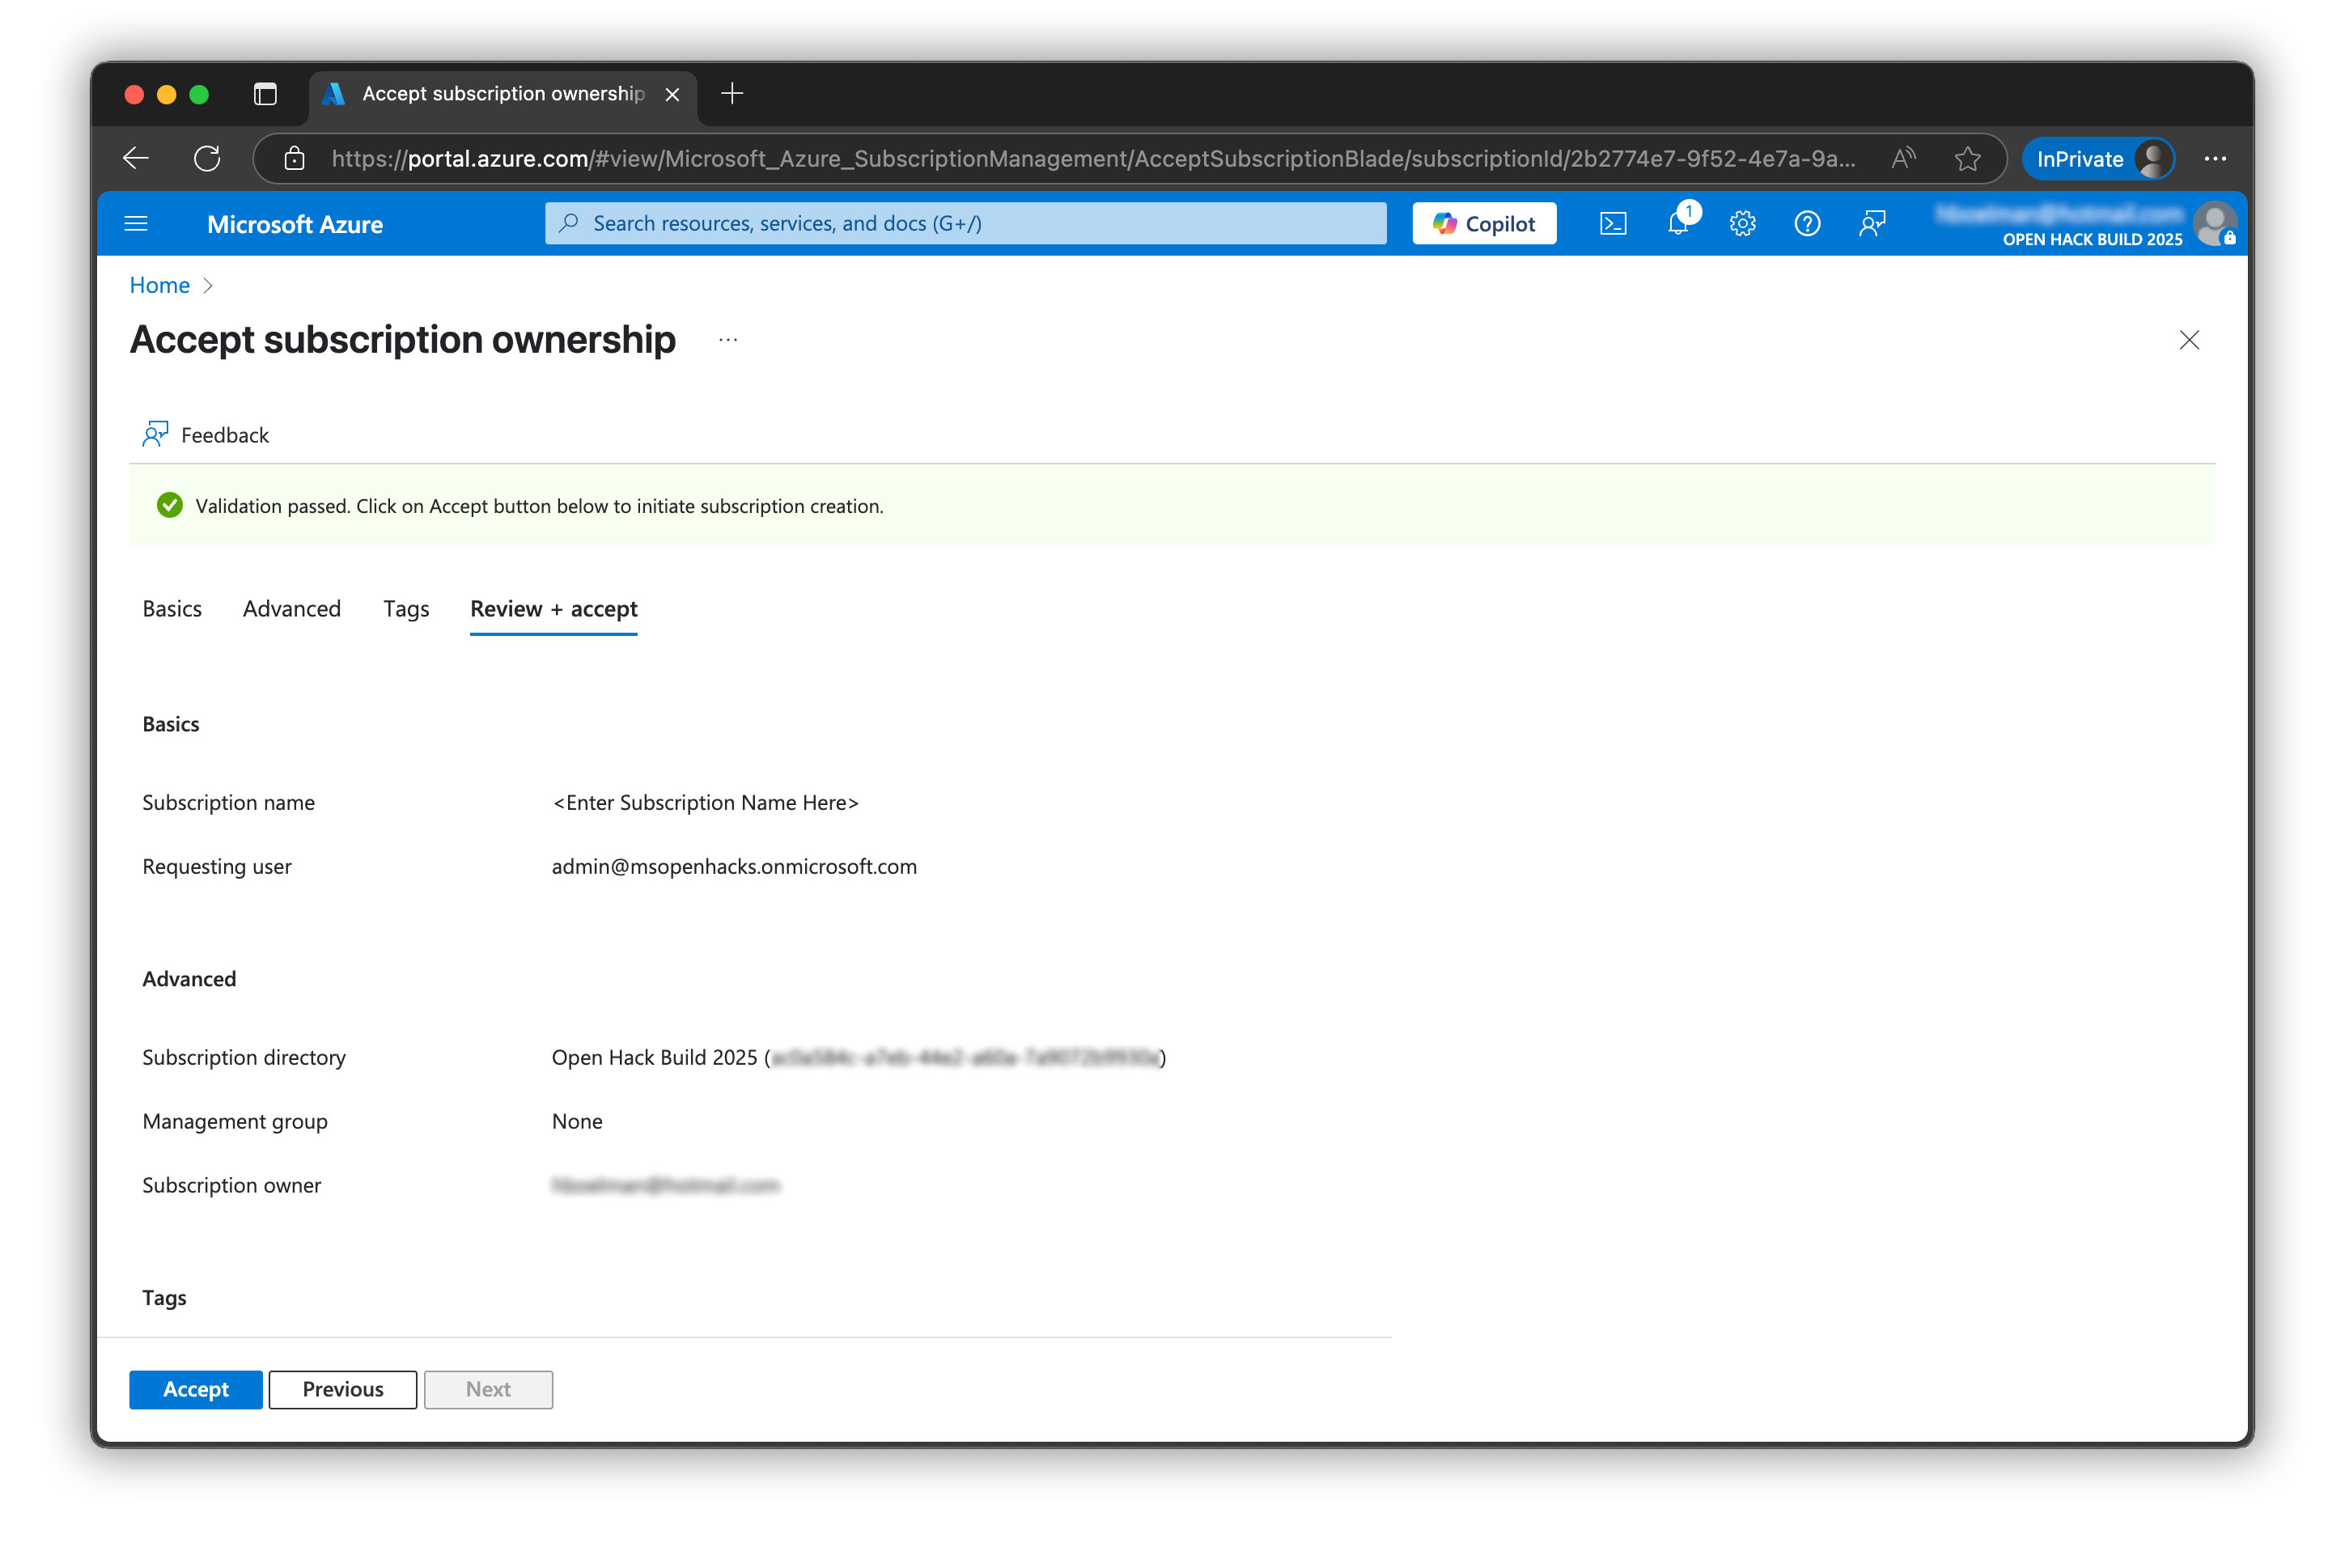 Accept subscription ownership
https://portal.azure.com/#view/Microsoft_Azure_SubscriptionManagement/AcceptSubscriptionBlade/subscriptionId/2b2774e7-9f52-4e7a-9a...
InPrivate
Microsoft Azure
Search resources, services, and docs (G+/)
Copilot
1
OPEN HACK BUILD 2025
Home
Accept subscription ownership
Feedback
Validation passed. Click on Accept button below to initiate subscription creation.
Basics Advanced Tags Review + accept
Basics
Subscription name <Enter Subscription Name Here>
Requesting user admin@msopenhacks.onmicrosoft.com
Advanced
Subscription directory Open Hack Build 2025 ( )
Management group None
Subscription owner
Tags
Accept Previous Next